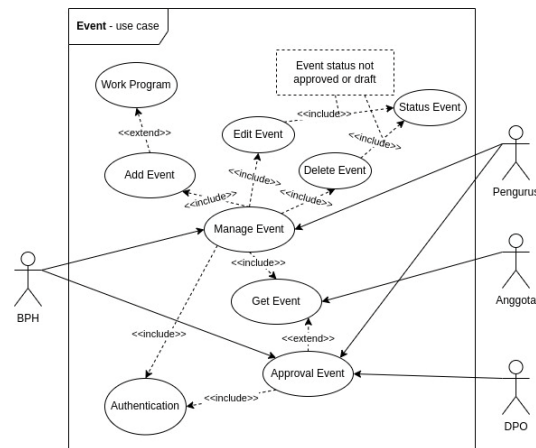 Event - use case
Event status not
approved or draft
Work Program
<<include>>
Status Event
Edit Event
<<extend>>
<<include>>
Delete Event
Add Event
<<include>>
Pengurus
<<include>>
<<include>>
Manage Event
<<include>>
BPH
Get Event
Anggota
<<include>>
<<extend>>
Approval Event
Authentication
<<include>>
DPO